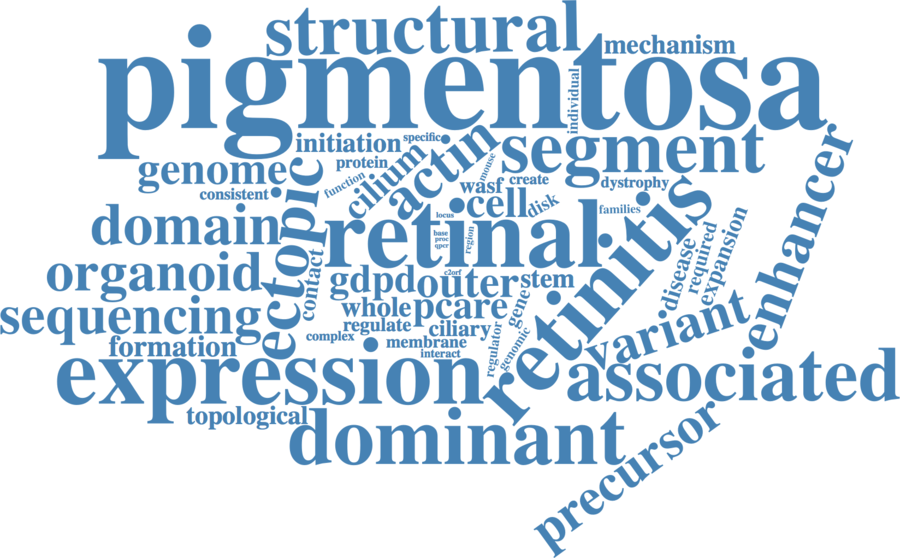 structural
mechanism
pigmentosa
individual
initiation
specific
actin
segment
genome
protein
cilium
mouse
function
consistent
ectopic
wasf
create
dystrophy
enhancer
cell
disk
families
domain
retinal
locus
base
proc
qpcr
region
retinitis
disease
required
expansion
organoid
contact
gdpd
outer
c2orf
stem
sequencing
whole
pcare
gene
variant
regulate
ciliary
complex
membrane
interact
regulator
genomic
formation
expression
associated
topological
dominant
precursor